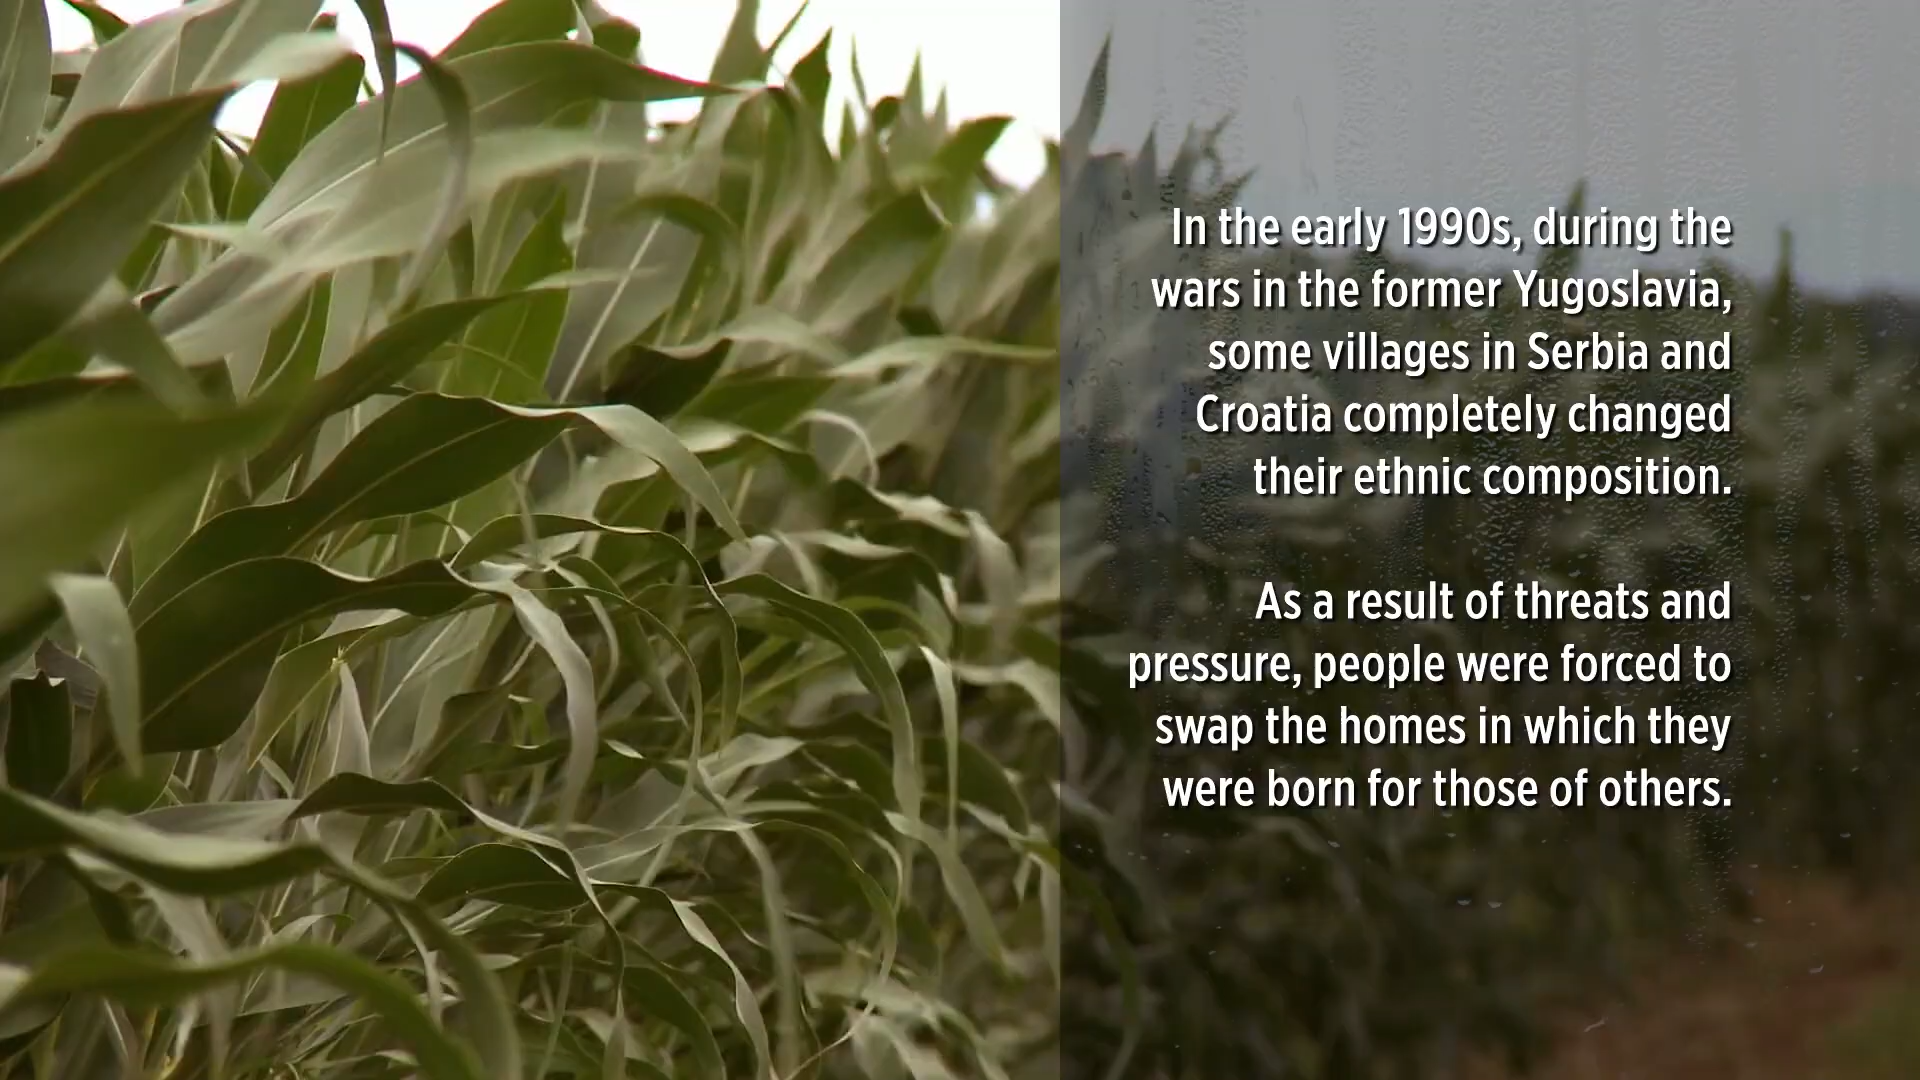 In the early 1990s, during the
wars in the former Yugoslavia,
some villages in Serbia and
Croatia completely changed
their ethnic composition.
As a result of threats and
pressure, people were forced to
swap the homes in which they
were born for those of others.